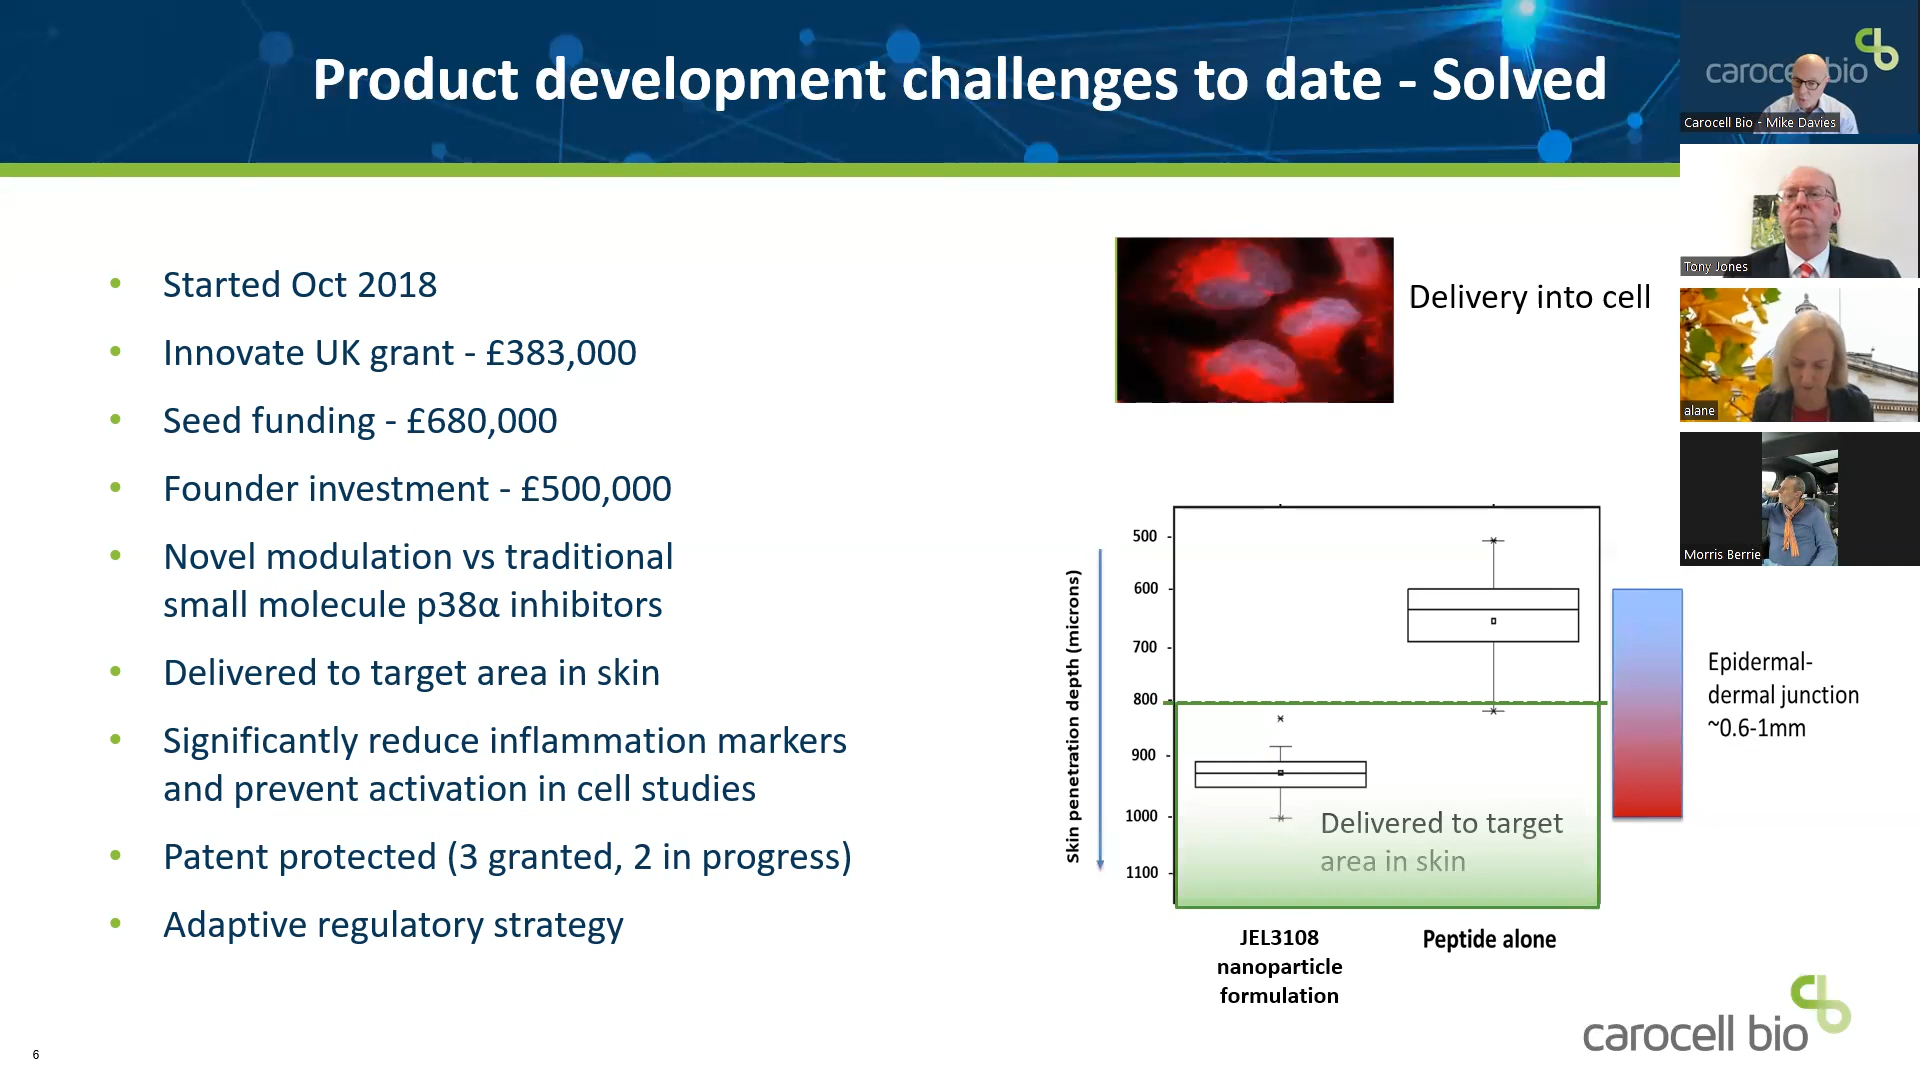 Product development challenges to date - Solved
• Started Oct 2018
• Innovate UK grant - £383,000
• Seed funding - £680,000
• Founder investment - £500,000
• Novel modulation vs traditional
small molecule p38α inhibitors
• Delivered to target area in skin
• Significantly reduce inflammation markers
and prevent activation in cell studies
• Patent protected (3 granted, 2 in progress)
• Adaptive regulatory strategy
Delivery into cell
Skin penetration depth (microns)
500
600
700
800
900
1000
1100
Delivered to target
area in skin
JEL3108
nanoparticle
formulation
Peptide alone
Epidermal-
dermal junction
~0.6-1mm
carocell bio
6
carocell bio
Carocell Bio - Mike Davies
Tony Jones
alane
Morris Berrie